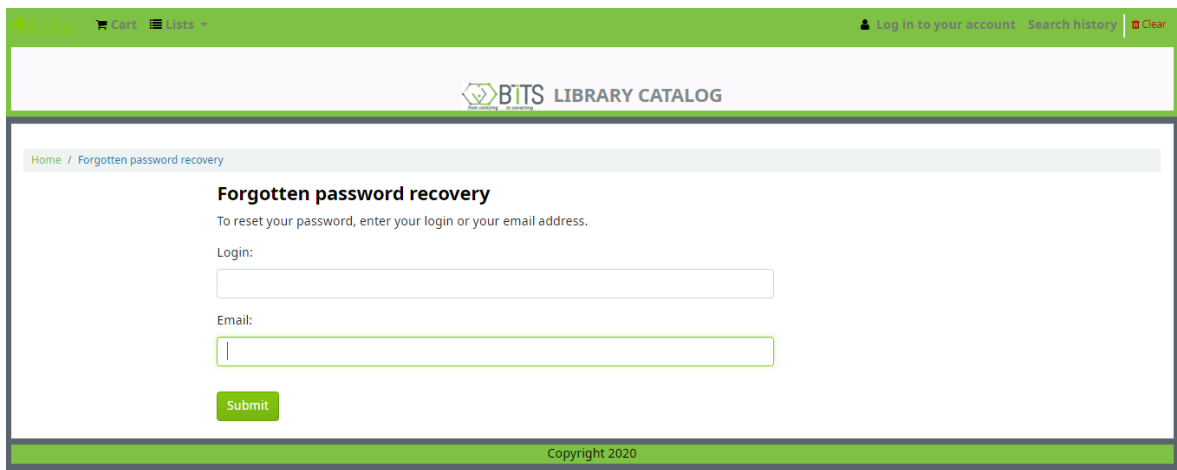 Cart Lists Log in to your account Search history Clear
BITS LIBRARY CATALOG
Home / Forgotten password recovery
Forgotten password recovery
To reset your password, enter your login or your email address.
Login:
Email:
Submit
Copyright 2020